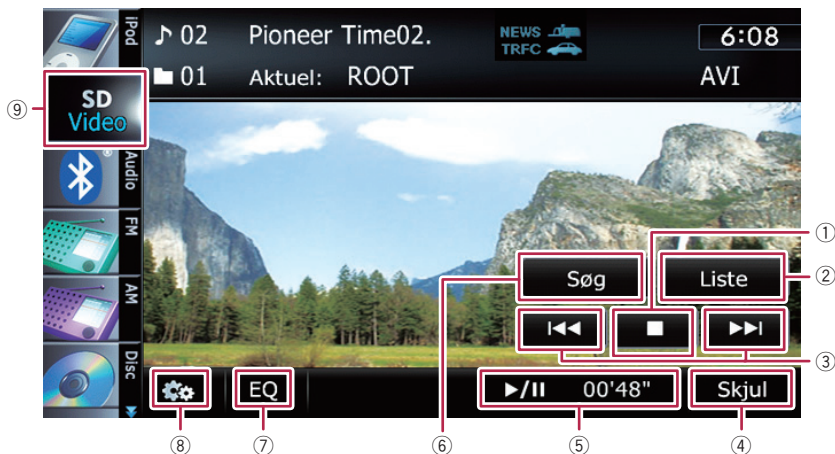 iPod
♪ 02 Pioneer Time02.
NEWS
TRFC
6:08
01 Aktuel: ROOT
AVI
⑨
SD
Video
Audio
FM
AM
Disc
①
Søg
Liste
②
③
EQ
►/II 00'48"
Skjul
⑧
⑦
⑥
⑤
④